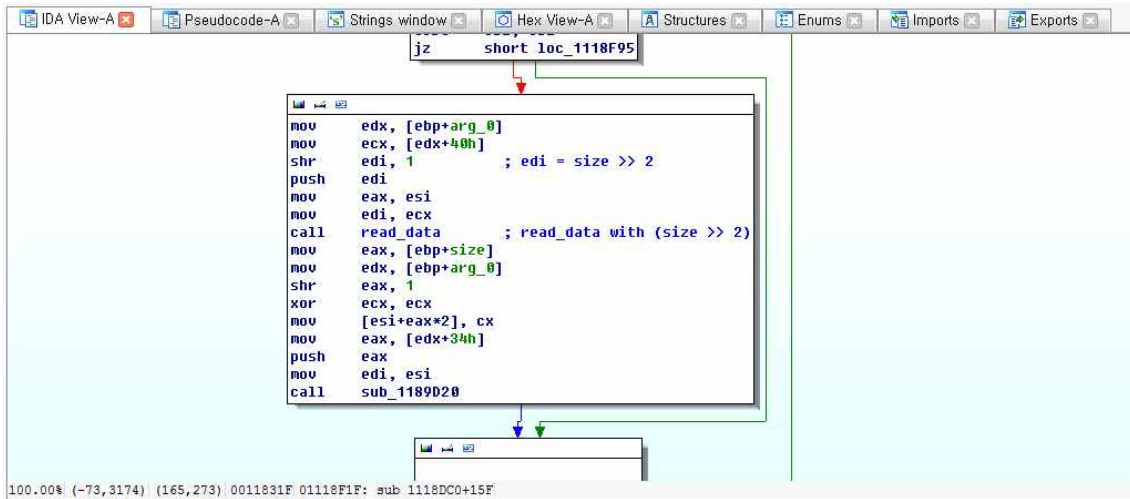 IDA View-A Pseudocode-A Strings window Hex View-A Structures Enums Imports Exports
jz short loc_1118F95
mov edx, [ebp+arg_0]
mov ecx, [edx+40h]
shr edi, 1 ; edi = size >> 2
push edi
mov eax, esi
mov edi, ecx
call read_data ; read_data with (size >> 2)
mov eax, [ebp+size]
mov edx, [ebp+arg_0]
shr eax, 1
xor ecx, ecx
mov [esi+eax*2], cx
mov eax, [edx+34h]
push eax
mov edi, esi
call sub_1189D20
100.00% (-73,3174) (165,273) 0011831F 01118F1F: sub_1118DC0+15F